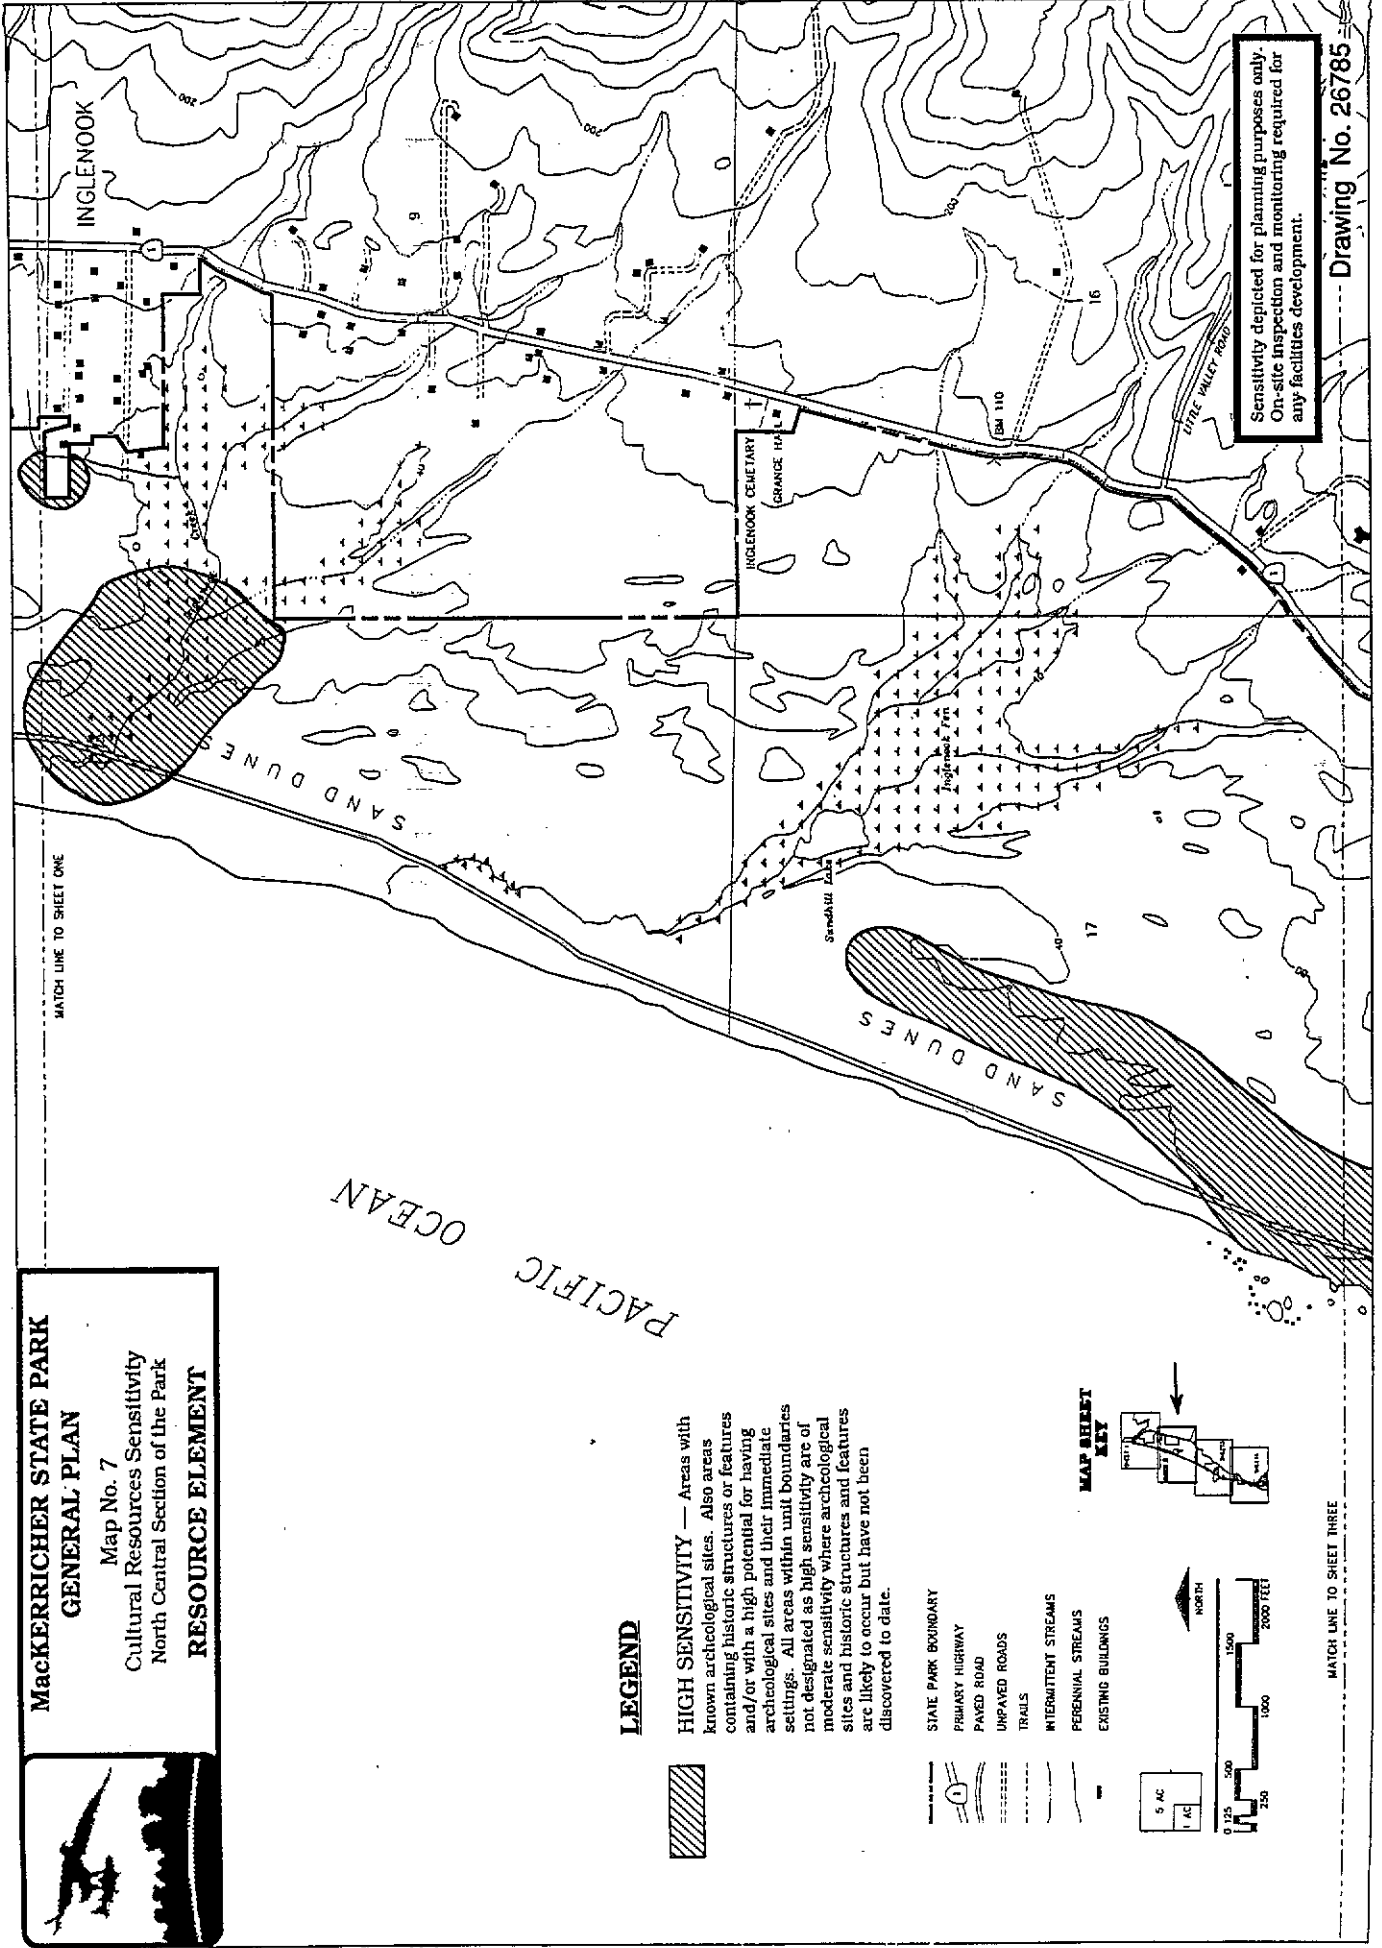 MacKERRICHER STATE PARK
GENERAL PLAN
Map No. 7
Cultural Resources Sensitivity
North Central Section of the Park
RESOURCE ELEMENT
LEGEND
HIGH SENSITIVITY — Areas with
known archeological sites. Also areas
containing historic structures or features
and/or with a high potential for having
archeological sites and their immediate
settings. All areas within unit boundaries
not designated as high sensitivity are of
moderate sensitivity where archeological
sites and historic structures and features
are likely to occur but have not been
discovered to date.
STATE PARK BOUNDARY
PRIMARY HIGHWAY
PAVED ROAD
UNPAVED ROADS
TRAILS
INTERMITTENT STREAMS
PERENNIAL STREAMS
EXISTING BUILDINGS
1
5 AC
1 AC
0 125 500 1500
250 1000 2000 FEET
NORTH
MAP SHEET
KEY
MATCH LINE TO SHEET ONE
MATCH LINE TO SHEET THREE
PACIFIC OCEAN
SAND DUNES
SAND DUNES
Sandhill Lake
Inglenook Fen
Creek
INGLENOOK
INGLENOOK CEMETARY
GRANGE HALL
BM 110
LITTLE VALLEY ROAD
200
200
200
40
40
9
16
17
1
1
Sensitivity depicted for planning purposes only.
On-site inspection and monitoring required for
any facilities development.
Drawing No. 26785